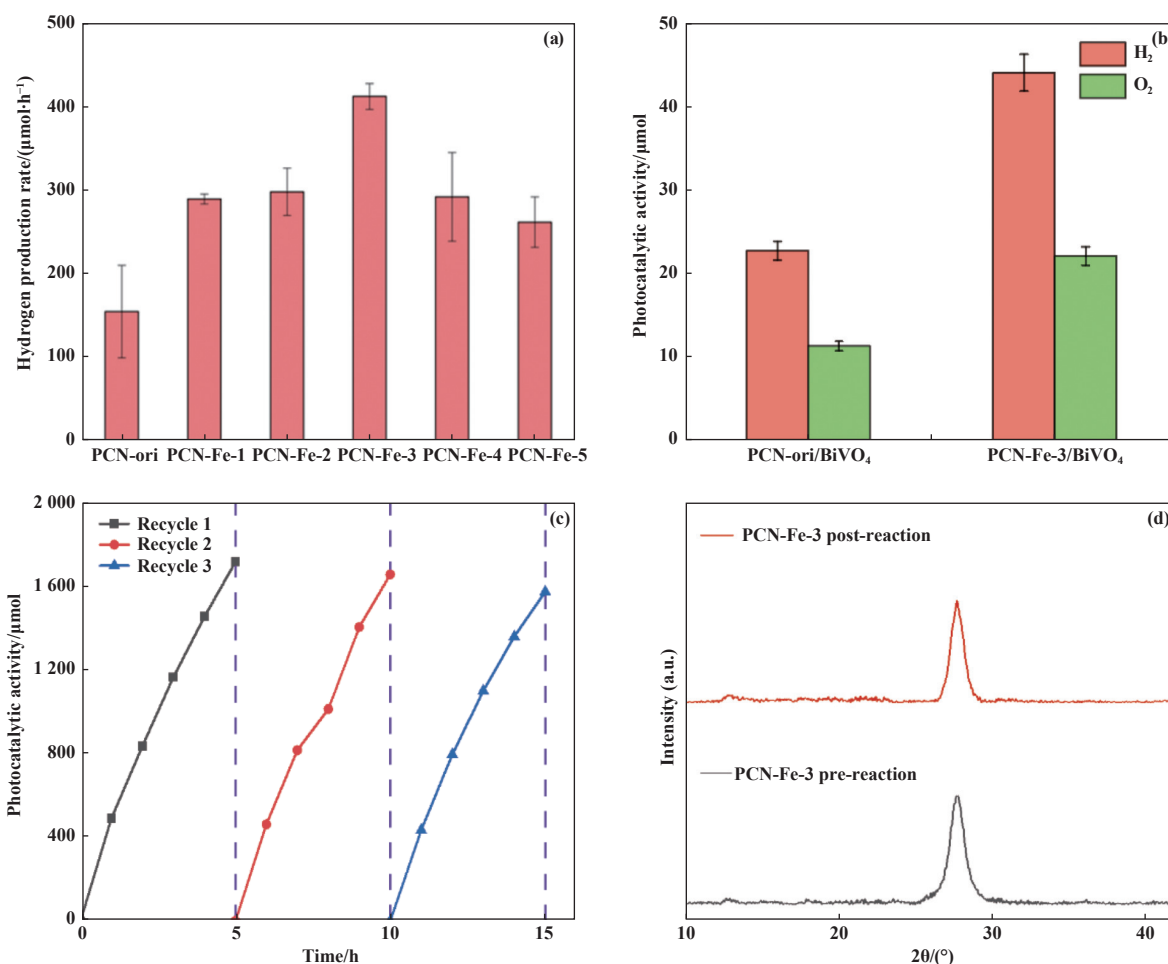 (a)
Hydrogen production rate/(μmol·h⁻¹)
500
400
300
200
100
0
PCN-ori PCN-Fe-1 PCN-Fe-2 PCN-Fe-3 PCN-Fe-4 PCN-Fe-5
(b
H₂
O₂
Photocatalytic activity/μmol
50
40
30
20
10
0
PCN-ori/BiVO₄ PCN-Fe-3/BiVO₄
(c)
Recycle 1
Recycle 2
Recycle 3
Photocatalytic activity/μmol
2 000
1 600
1 200
800
400
0
0 5 10 15
Time/h
(d)
PCN-Fe-3 post-reaction
PCN-Fe-3 pre-reaction
Intensity (a.u.)
10 20 30 40
2θ/(°)